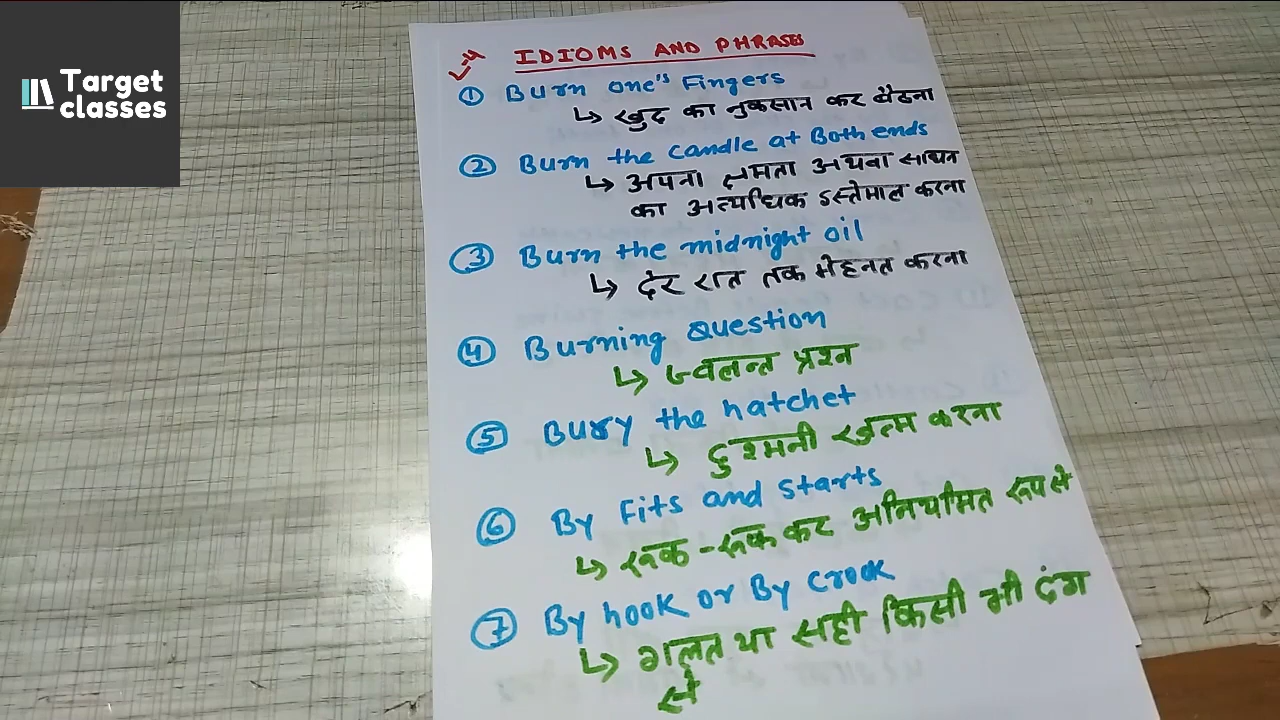 Target
classes
IDIOMS AND PHRASES
① Burn one's Fingers
↳ खुद का नुकसान कर बैठना
② Burn the candle at Both ends
↳ अपना क्षमता अथवा साधन
का अत्यधिक इस्तेमाल करना
③ Burn the midnight oil
↳ देर रात तक मेहनत करना
④ Burning Question
↳ ज्वलन्त प्रश्न
⑤ Bury the hatchet
↳ दुश्मनी खत्म करना
⑥ By Fits and starts
↳ रूक-रूक कर अनियमित रूप से
⑦ By hook or By crook
↳ गलत या सही किसी भी ढंग
से